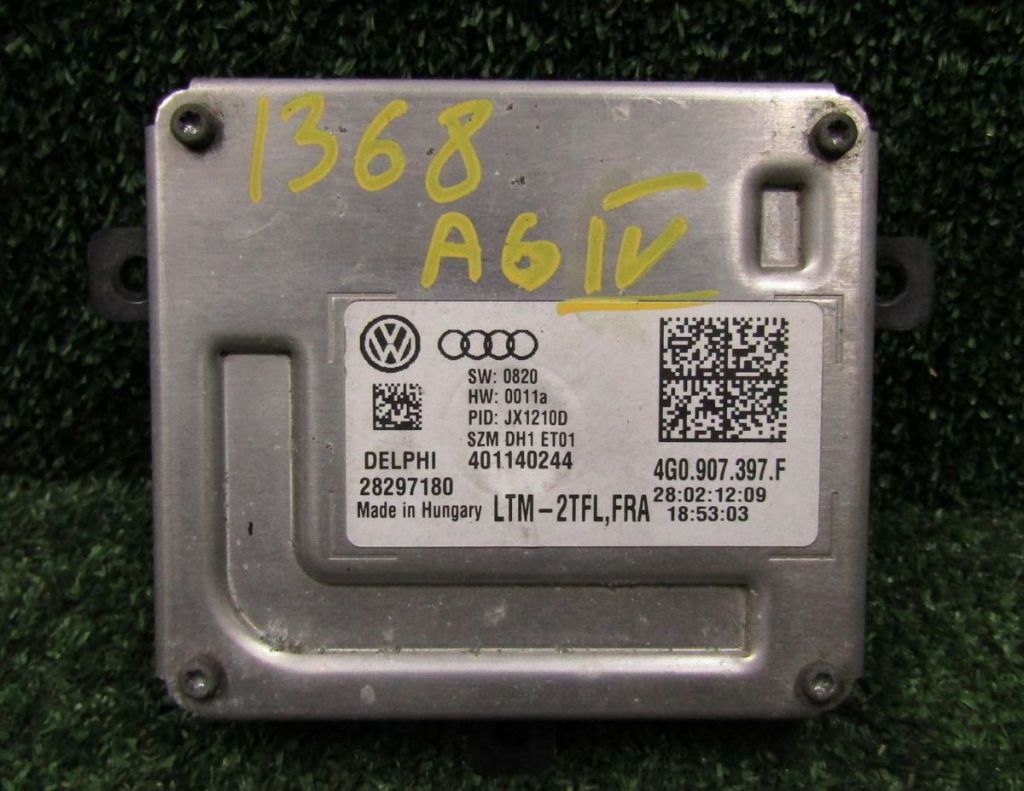 1368
AG IV
SW: 0820
HW: 0011a
PID: JX1210D
SZM DH1 ET01
DELPHI 401140244
28297180
Made in Hungary LTM-2TFL,FRA
4G0.907.397.F
28:02:12:09
18:53:03